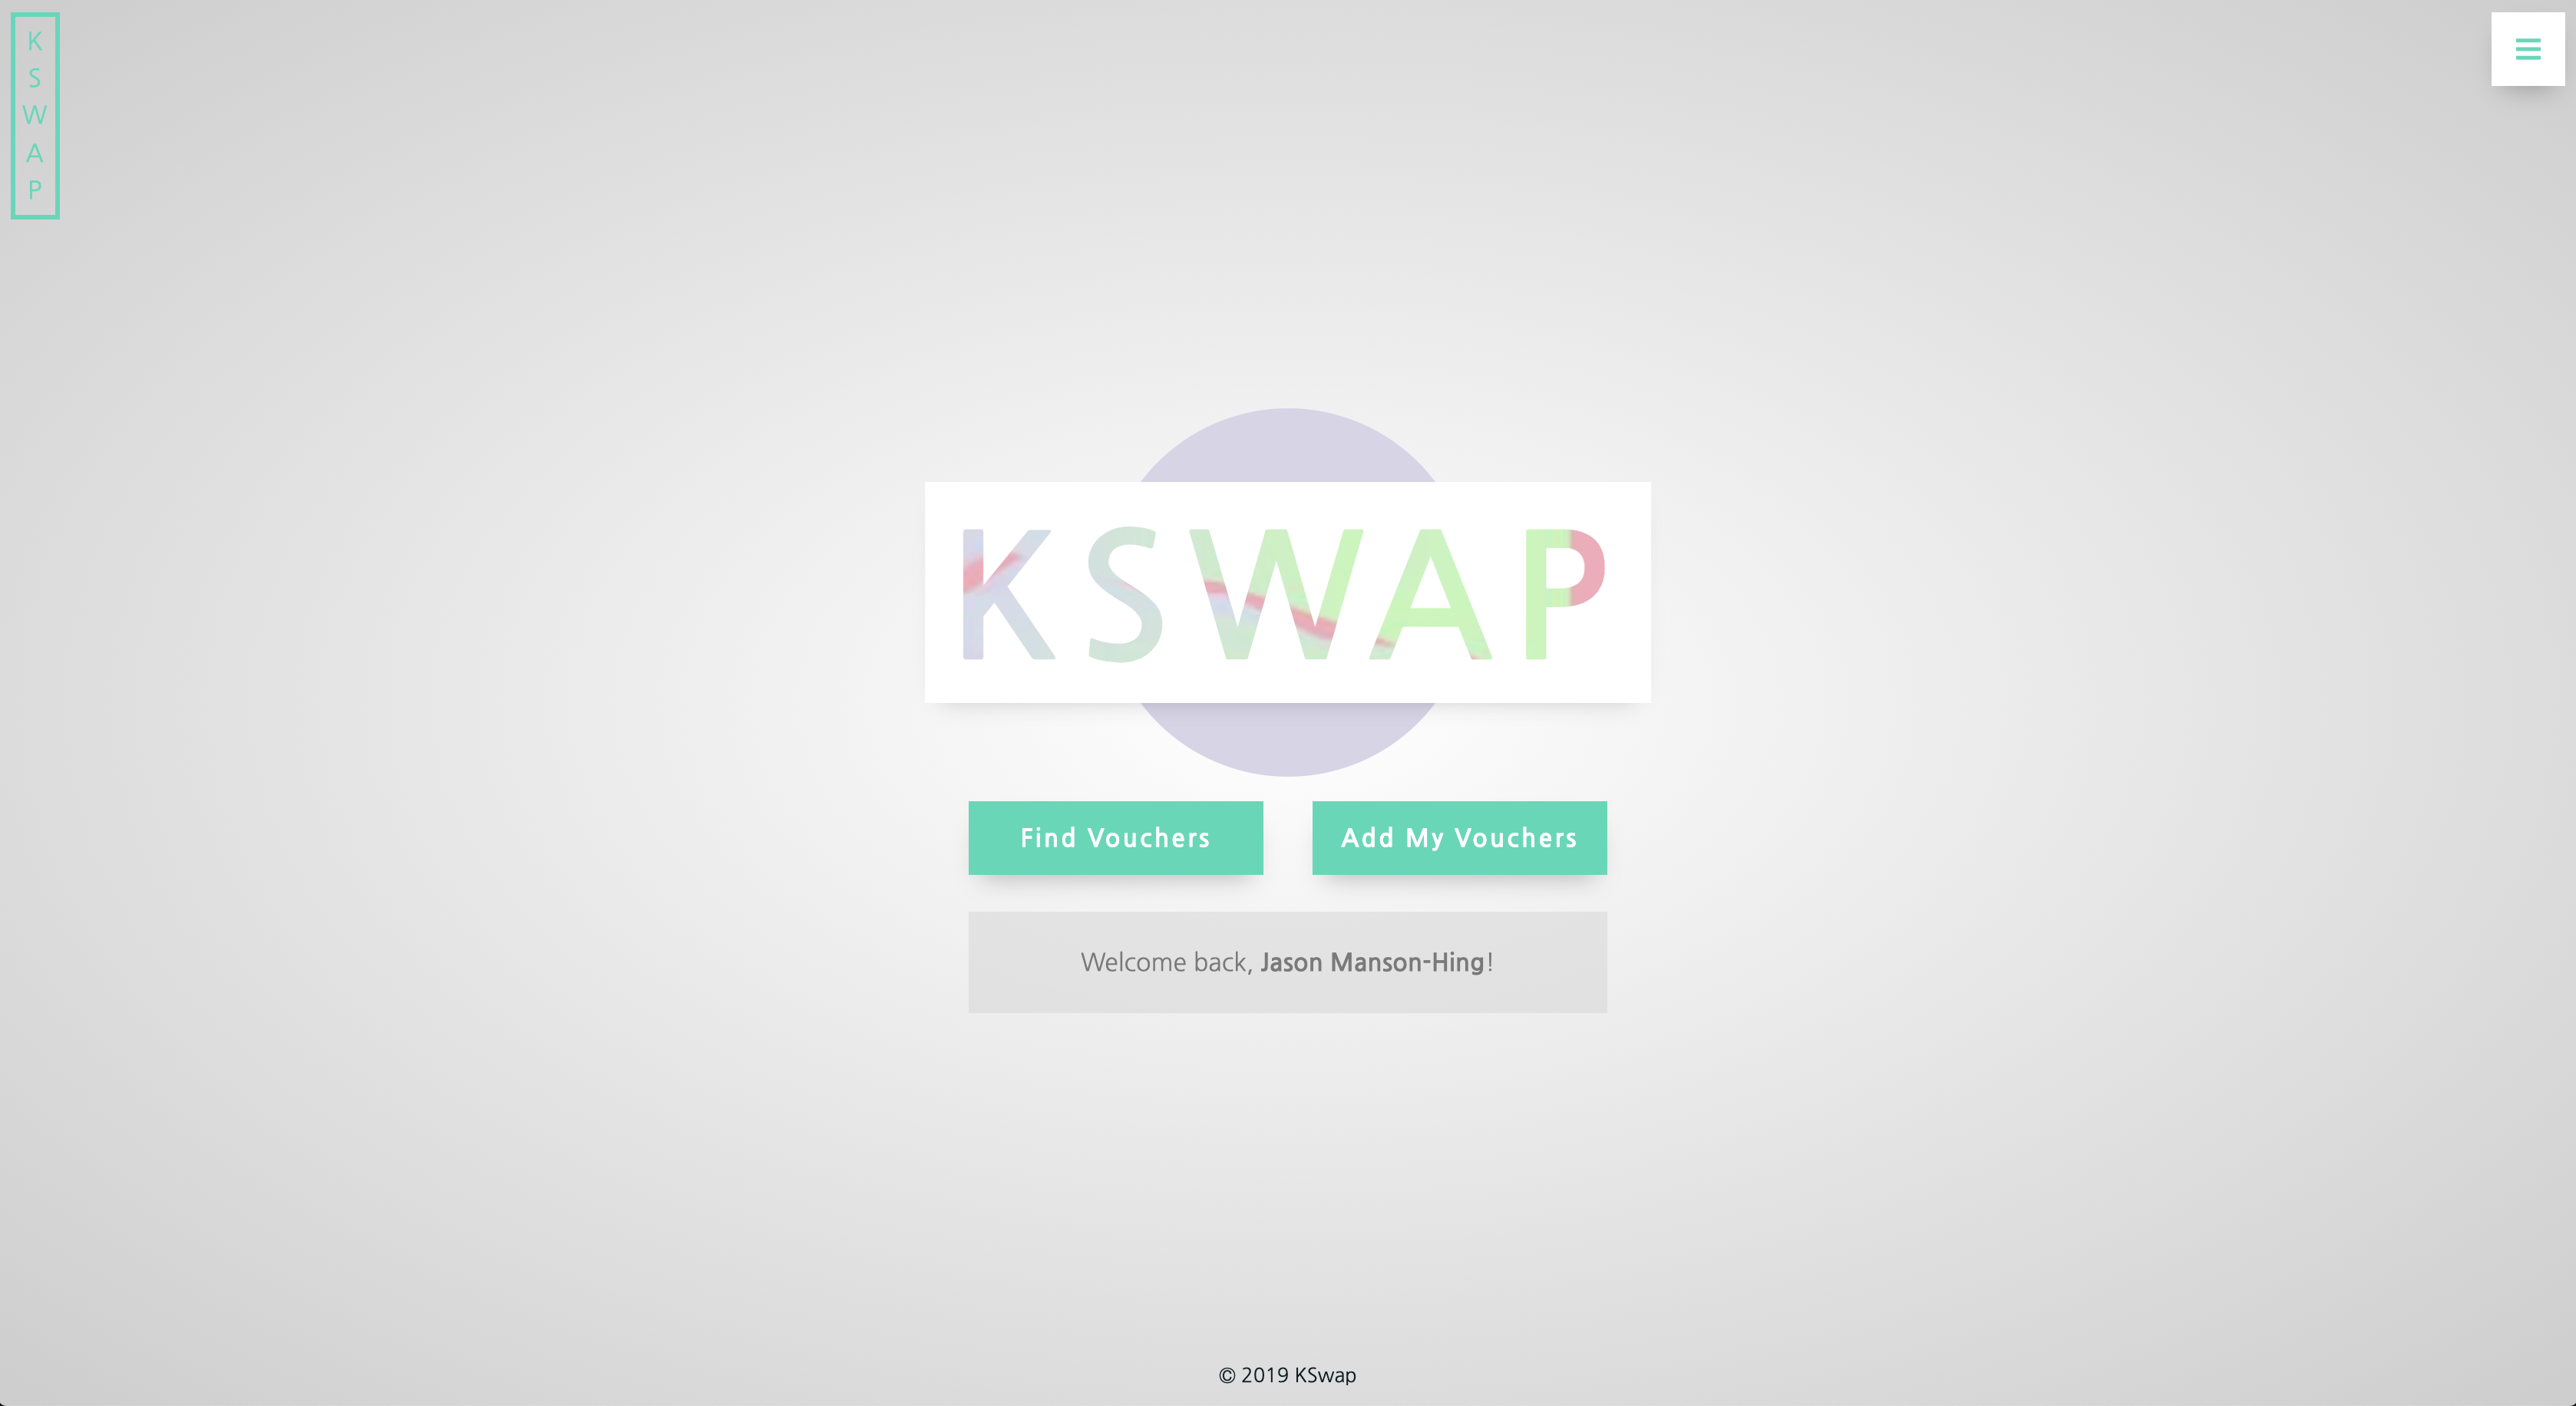 K
S
W
A
P
KSWAP
Find Vouchers
Add My Vouchers
Welcome back, Jason Manson-Hing!
© 2019 KSwap